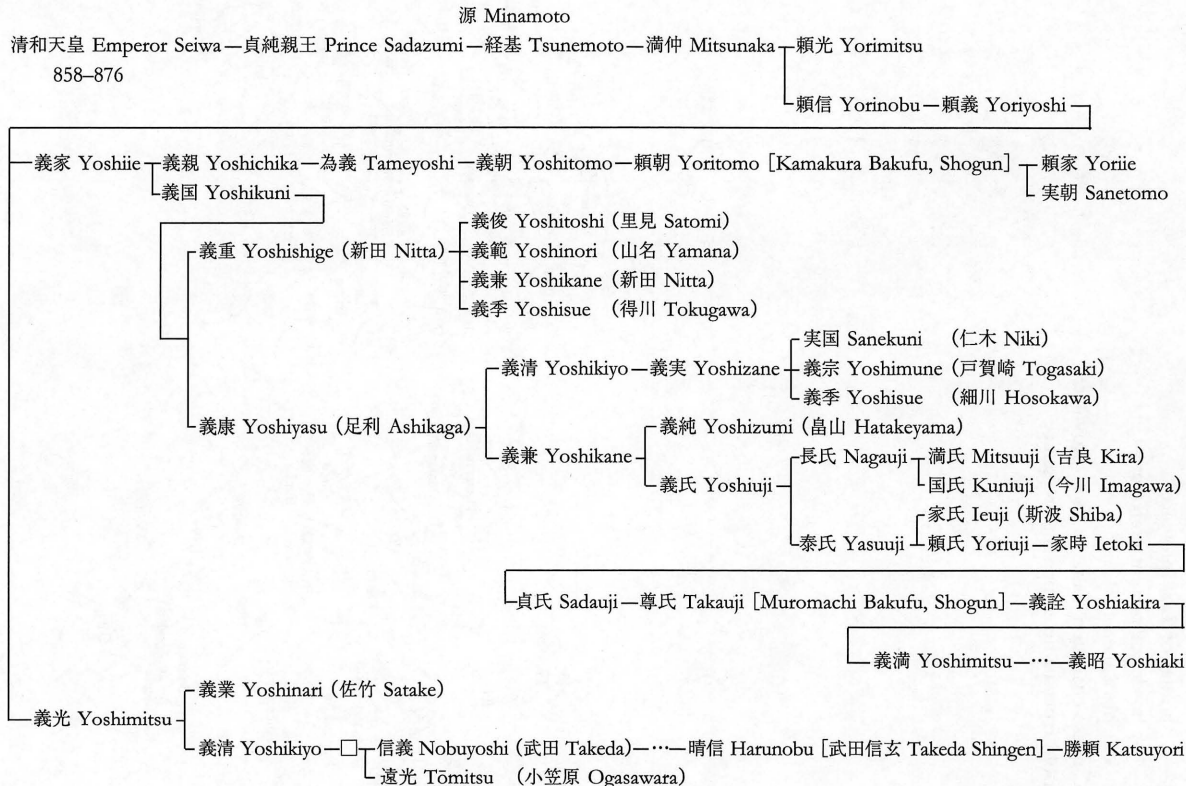 源 Minamoto
清和天皇 Emperor Seiwa—貞純親王 Prince Sadazumi—経基 Tsunemoto—満仲 Mitsunaka 頼光 Yorimitsu
858–876
頼信 Yorinobu—頼義 Yoriyoshi
義家 Yoshiie 義親 Yoshichika—為義 Tameyoshi—義朝 Yoshitomo—頼朝 Yoritomo [Kamakura Bakufu, Shogun] 頼家 Yoriie
義国 Yoshikuni 実朝 Sanetomo
義俊 Yoshitoshi (里見 Satomi)
義重 Yoshishige (新田 Nitta) 義範 Yoshinori (山名 Yamana)
義兼 Yoshikane (新田 Nitta)
義季 Yoshisue (得川 Tokugawa)
実国 Sanekuni (仁木 Niki)
義清 Yoshikiyo—義実 Yoshizane 義宗 Yoshimune (戸賀崎 Togasaki)
義季 Yoshisue (細川 Hosokawa)
義康 Yoshiyasu (足利 Ashikaga) 義純 Yoshizumi (畠山 Hatakeyama)
義兼 Yoshikane 長氏 Nagauji 満氏 Mitsuuji (吉良 Kira)
義氏 Yoshiuji 国氏 Kuniuji (今川 Imagawa)
家氏 Ieuji (斯波 Shiba)
泰氏 Yasuuji 頼氏 Yoriuji—家時 Ietoki
貞氏 Sadauji—尊氏 Takauji [Muromachi Bakufu, Shogun]—義詮 Yoshiakira
義満 Yoshimitsu—…—義昭 Yoshiaki
義業 Yoshinari (佐竹 Satake)
義光 Yoshimitsu
義清 Yoshikiyo—□ 信義 Nobuyoshi (武田 Takeda)—…—晴信 Harunobu [武田信玄 Takeda Shingen]—勝頼 Katsuyori
遠光 Tōmitsu (小笠原 Ogasawara)